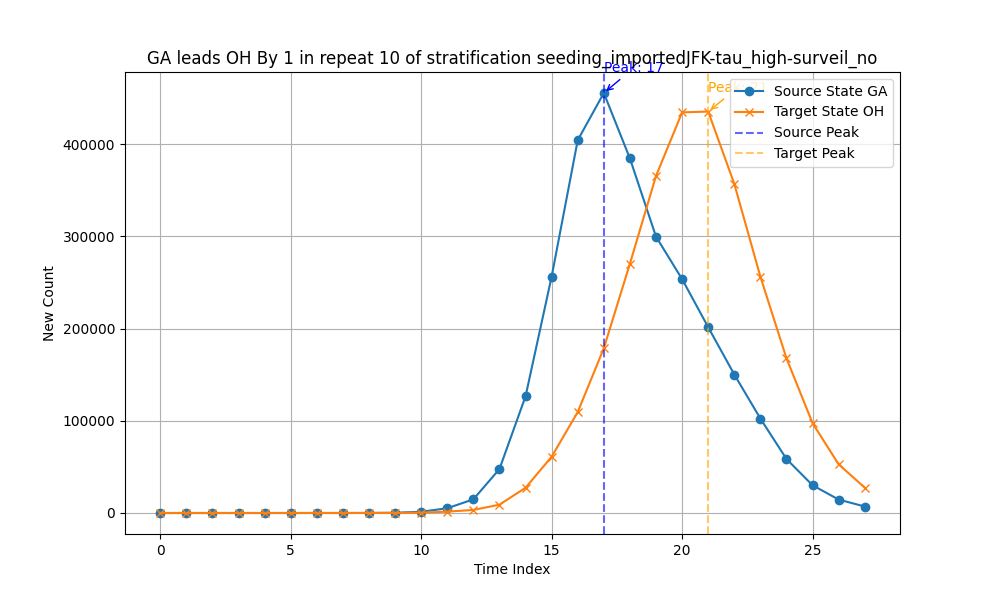 GA leads OH By 1 in repeat 10 of stratification seeding_importedJFK-tau_high-surveil_no
Peak: 17
Source State GA
Target State OH
Source Peak
Target Peak
New Count
400000
300000
200000
100000
0
0 5 10 15 20 25
Time Index